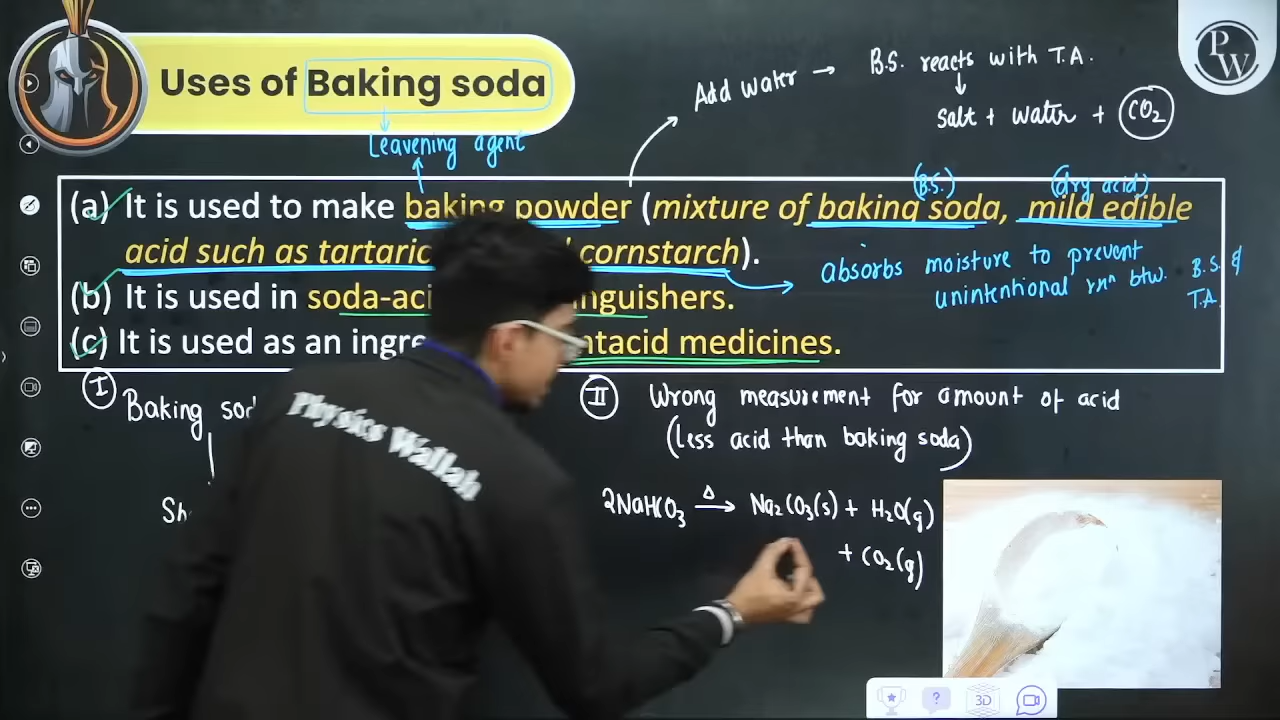 Uses of Baking soda
Leavening agent
Add water → B.S. reacts with T.A.
↓
salt + water + CO2
PW
(B.S.) (dry acid)
(a) It is used to make baking powder (mixture of baking soda, mild edible
acid such as tartaric cornstarch).
absorbs moisture to prevent
unintentional rxn btw. B.S. &
T.A.
(b) It is used in soda-aci nguishers.
(c) It is used as an ingre ntacid medicines.
I Baking sod
Sh
II Wrong measurement for amount of acid
(less acid than baking soda)
2NaHCO3 Δ→ Na2CO3(s) + H2O(g)
+ CO2(g)
Physics Wallah
?
3D